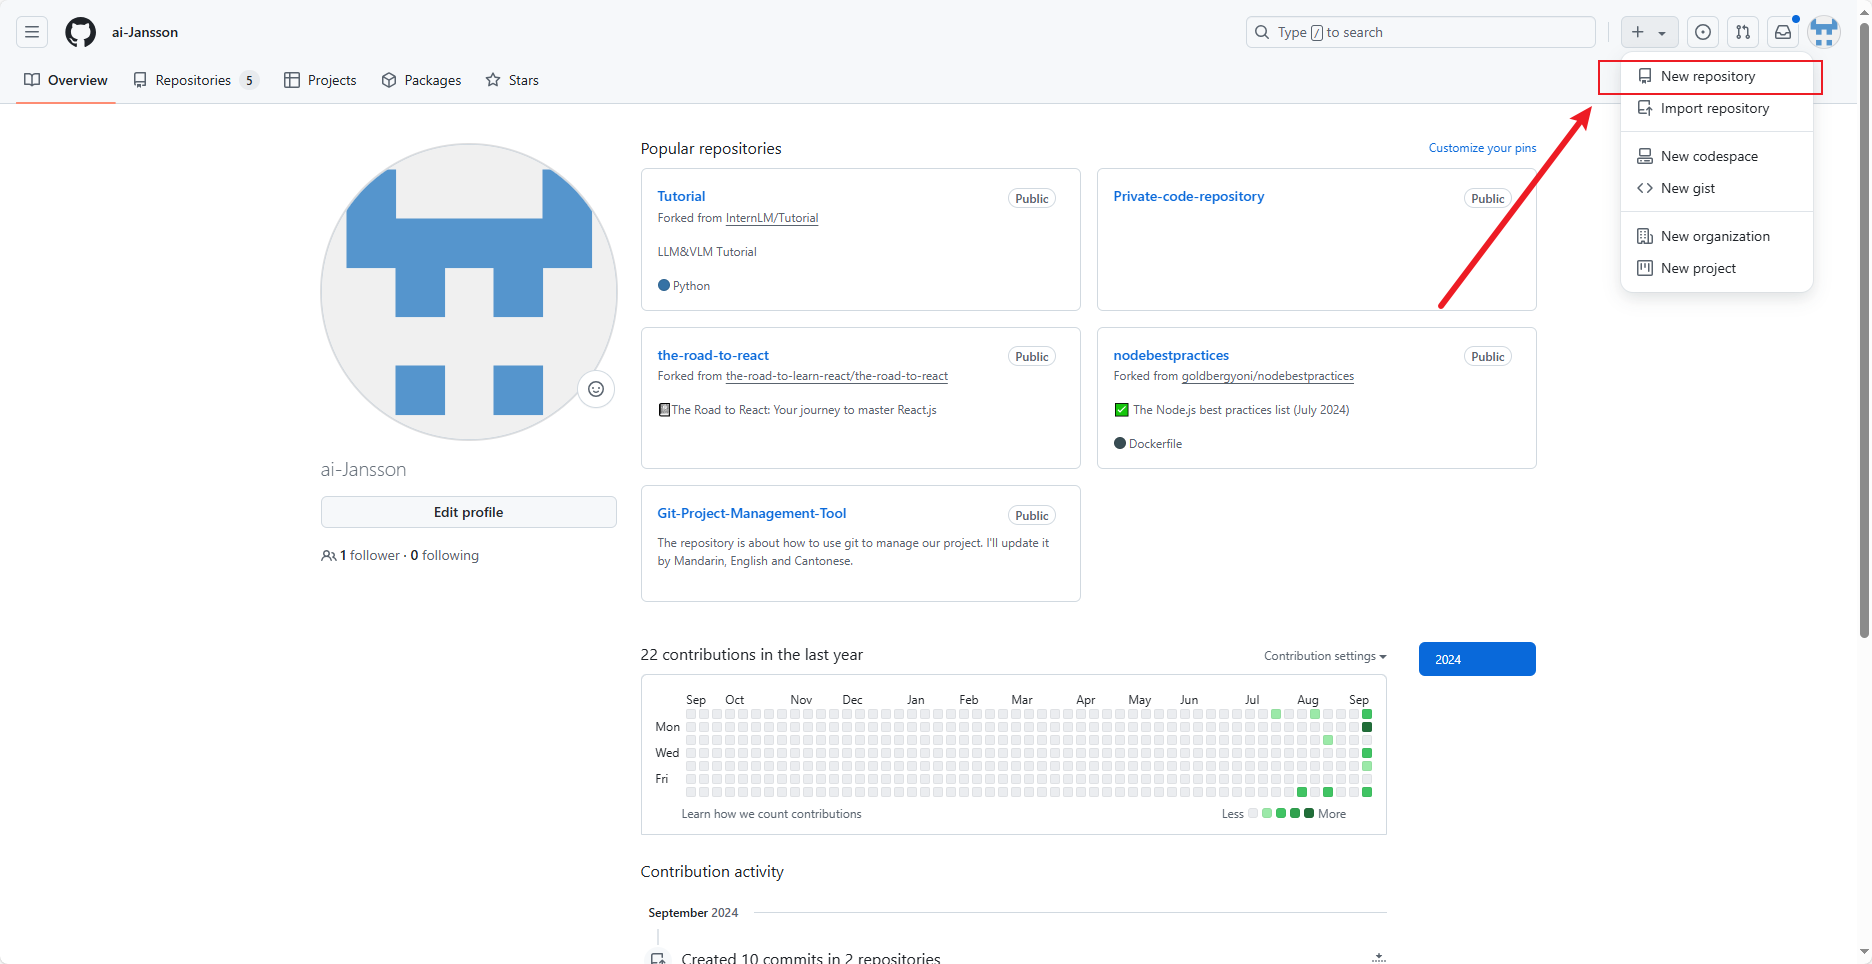 ai-Jansson
Type / to search
Overview
Repositories 5
Projects
Packages
Stars
New repository
Import repository
New codespace
New gist
New organization
New project
ai-Jansson
Edit profile
1 follower · 0 following
Popular repositories
Customize your pins
Tutorial
Public
Forked from InternLM/Tutorial
LLM&VLM Tutorial
Python
Private-code-repository
Public
the-road-to-react
Public
Forked from the-road-to-learn-react/the-road-to-react
The Road to React: Your journey to master React.js
nodebestpractices
Public
Forked from goldbergyoni/nodebestpractices
✅ The Node.js best practices list (July 2024)
Dockerfile
Git-Project-Management-Tool
Public
The repository is about how to use git to manage our project. I'll update it
by Mandarin, English and Cantonese.
22 contributions in the last year
Contribution settings
2024
Sep Oct Nov Dec Jan Feb Mar Apr May Jun Jul Aug Sep
Mon
Wed
Fri
Learn how we count contributions
Less More
Contribution activity
September 2024
Created 10 commits in 2 repositories